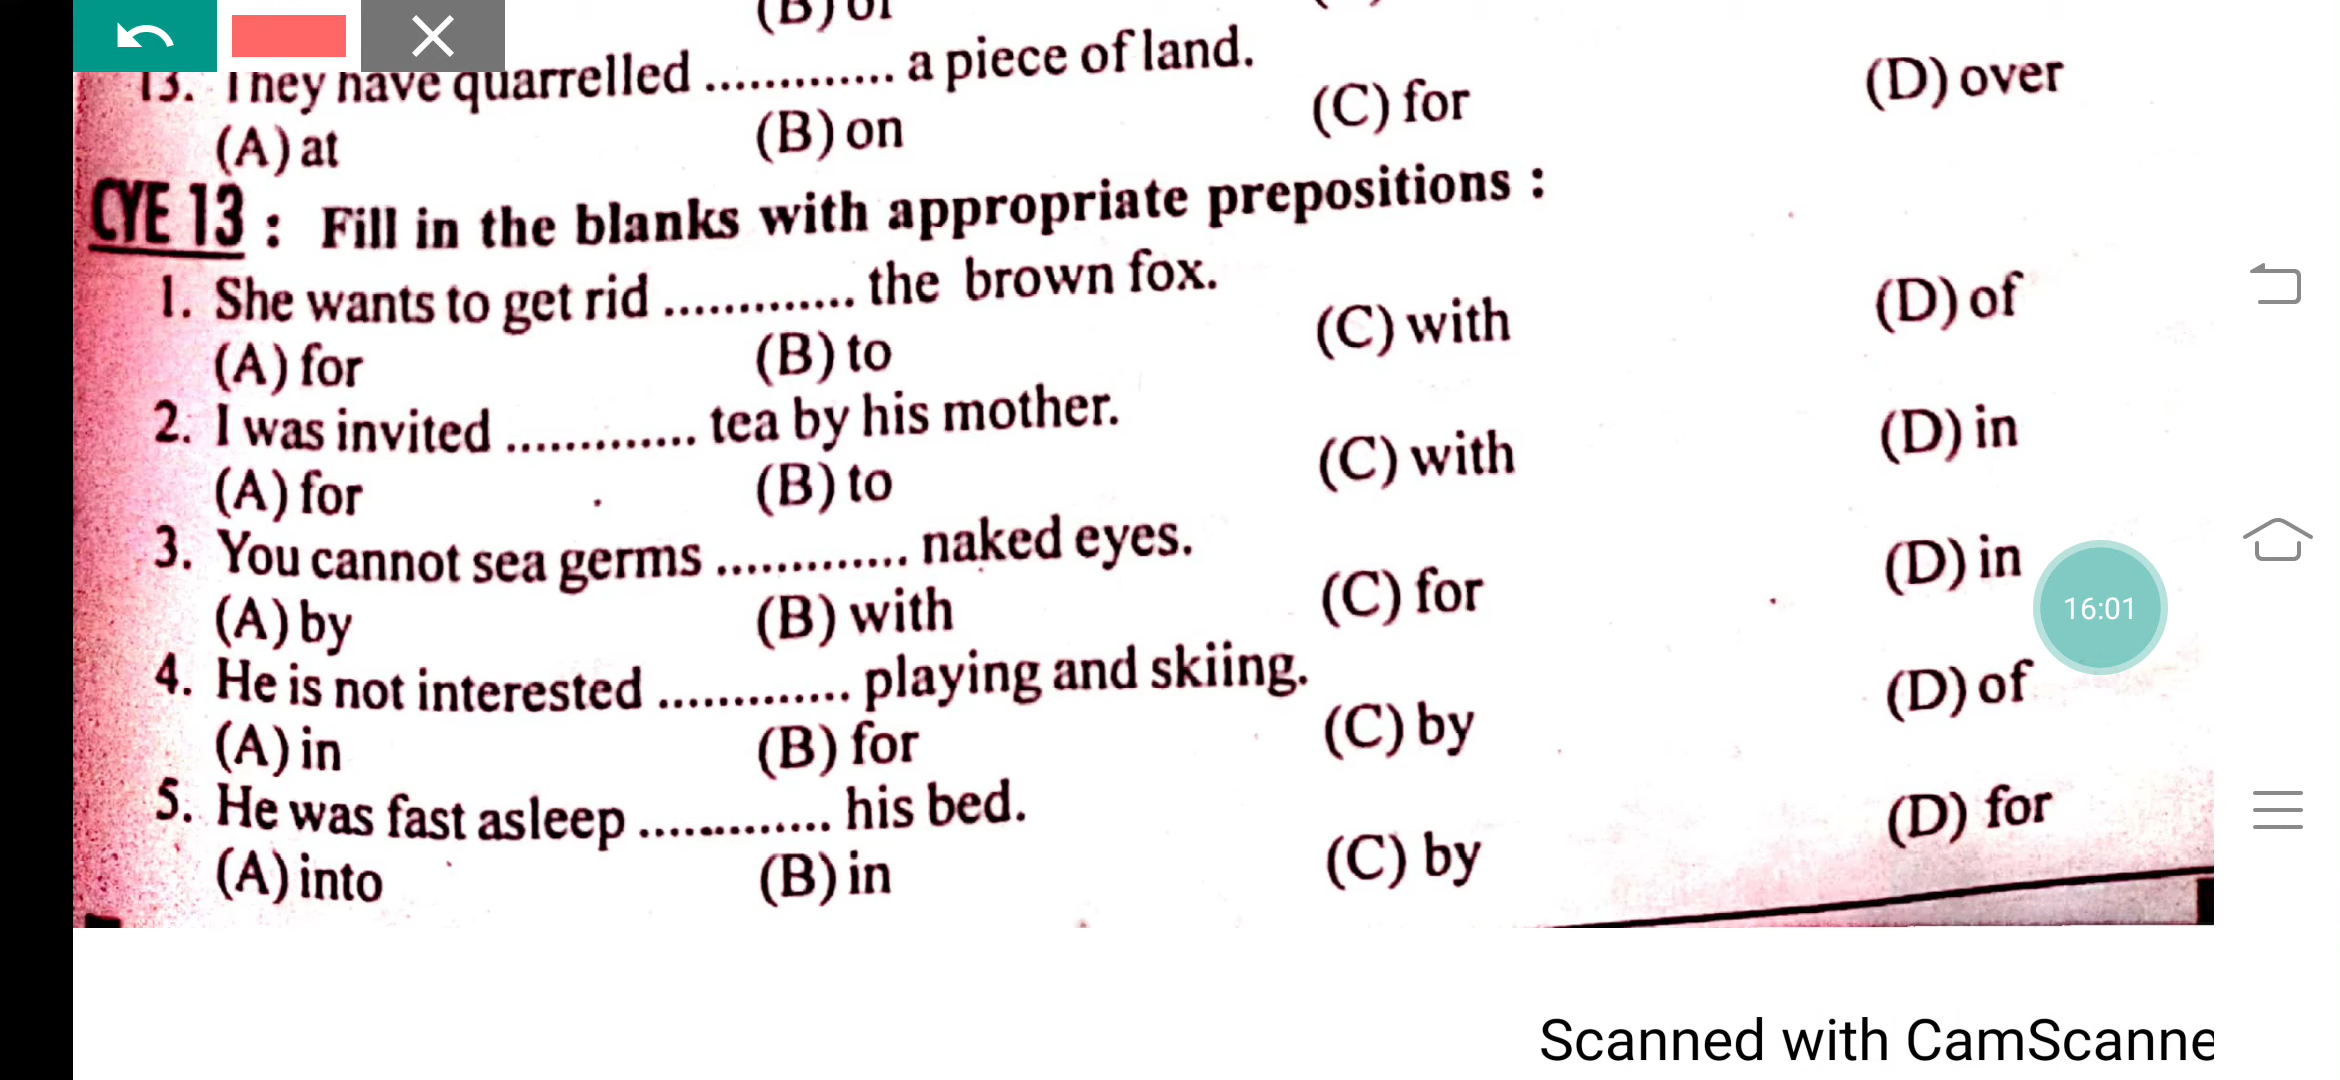 13. They have quarrelled ............. a piece of land.
(A) at (B) on (C) for (D) over
CYE 13 : Fill in the blanks with appropriate prepositions :
1. She wants to get rid ............. the brown fox.
(A) for (B) to (C) with (D) of
2. I was invited ............. tea by his mother.
(A) for (B) to (C) with (D) in
3. You cannot sea germs ............. naked eyes.
(A) by (B) with (C) for (D) in
16:01
4. He is not interested ............. playing and skiing.
(A) in (B) for (C) by (D) of
5. He was fast asleep ............. his bed.
(A) into (B) in (C) by (D) for
Scanned with CamScanne